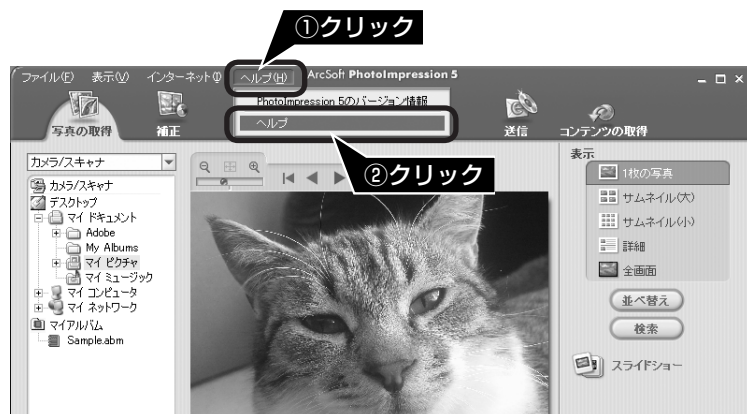 ①クリック
ファイル(F) 表示(V) インターネット(I) ヘルプ(H) ArcSoft PhotoImpression 5
PhotoImpression 5のバージョン情報
ヘルプ
写真の取得 補正 送信 コンテンツの取得
②クリック
カメラ/スキャナ
カメラ/スキャナ
デスクトップ
マイ ドキュメント
Adobe
My Albums
マイ ピクチャ
マイ ミュージック
マイ コンピュータ
マイ ネットワーク
マイアルバム
Sample.abm
表示
1枚の写真
サムネイル(大)
サムネイル(小)
詳細
全画面
並べ替え
検索
スライドショー